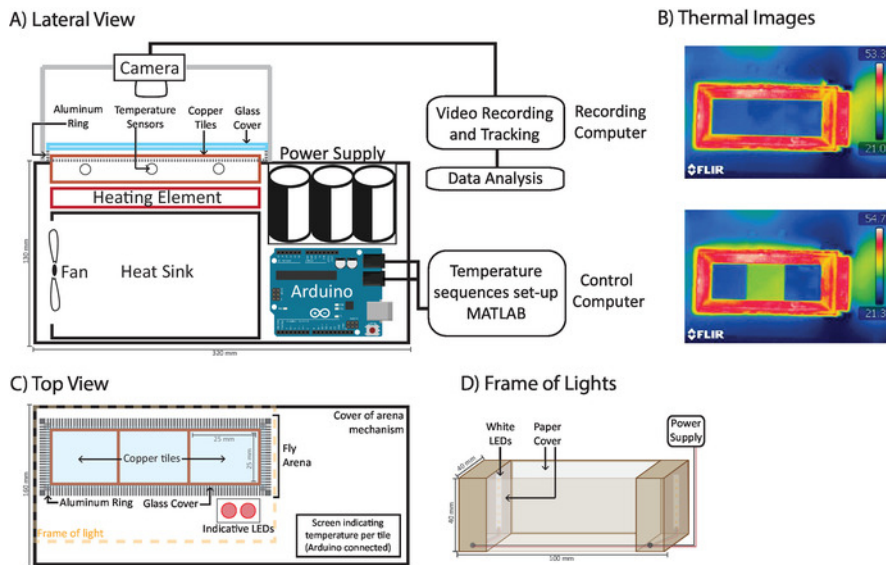 A) Lateral View
Camera
Aluminum
Ring
Temperature
Sensors
Copper
Tiles
Glass
Cover
Power Supply
Heating Element
Fan
Heat Sink
Arduino
130 mm
320 mm
Video Recording
and Tracking
Data Analysis
Recording
Computer
Temperature
sequences set-up
MATLAB
Control
Computer
B) Thermal Images
53.3
21.0
FLIR
54.7
21.3
FLIR
C) Top View
Cover of arena
mechanism
25 mm
25 mm
Copper tiles
Fly
Arena
Aluminum Ring
Glass Cover
Indicative LEDs
Frame of light
Screen indicating
temperature per tile
(Arduino connected)
160 mm
D) Frame of Lights
White
LEDs
Paper
Cover
Power
Supply
40 mm
40 mm
100 mm